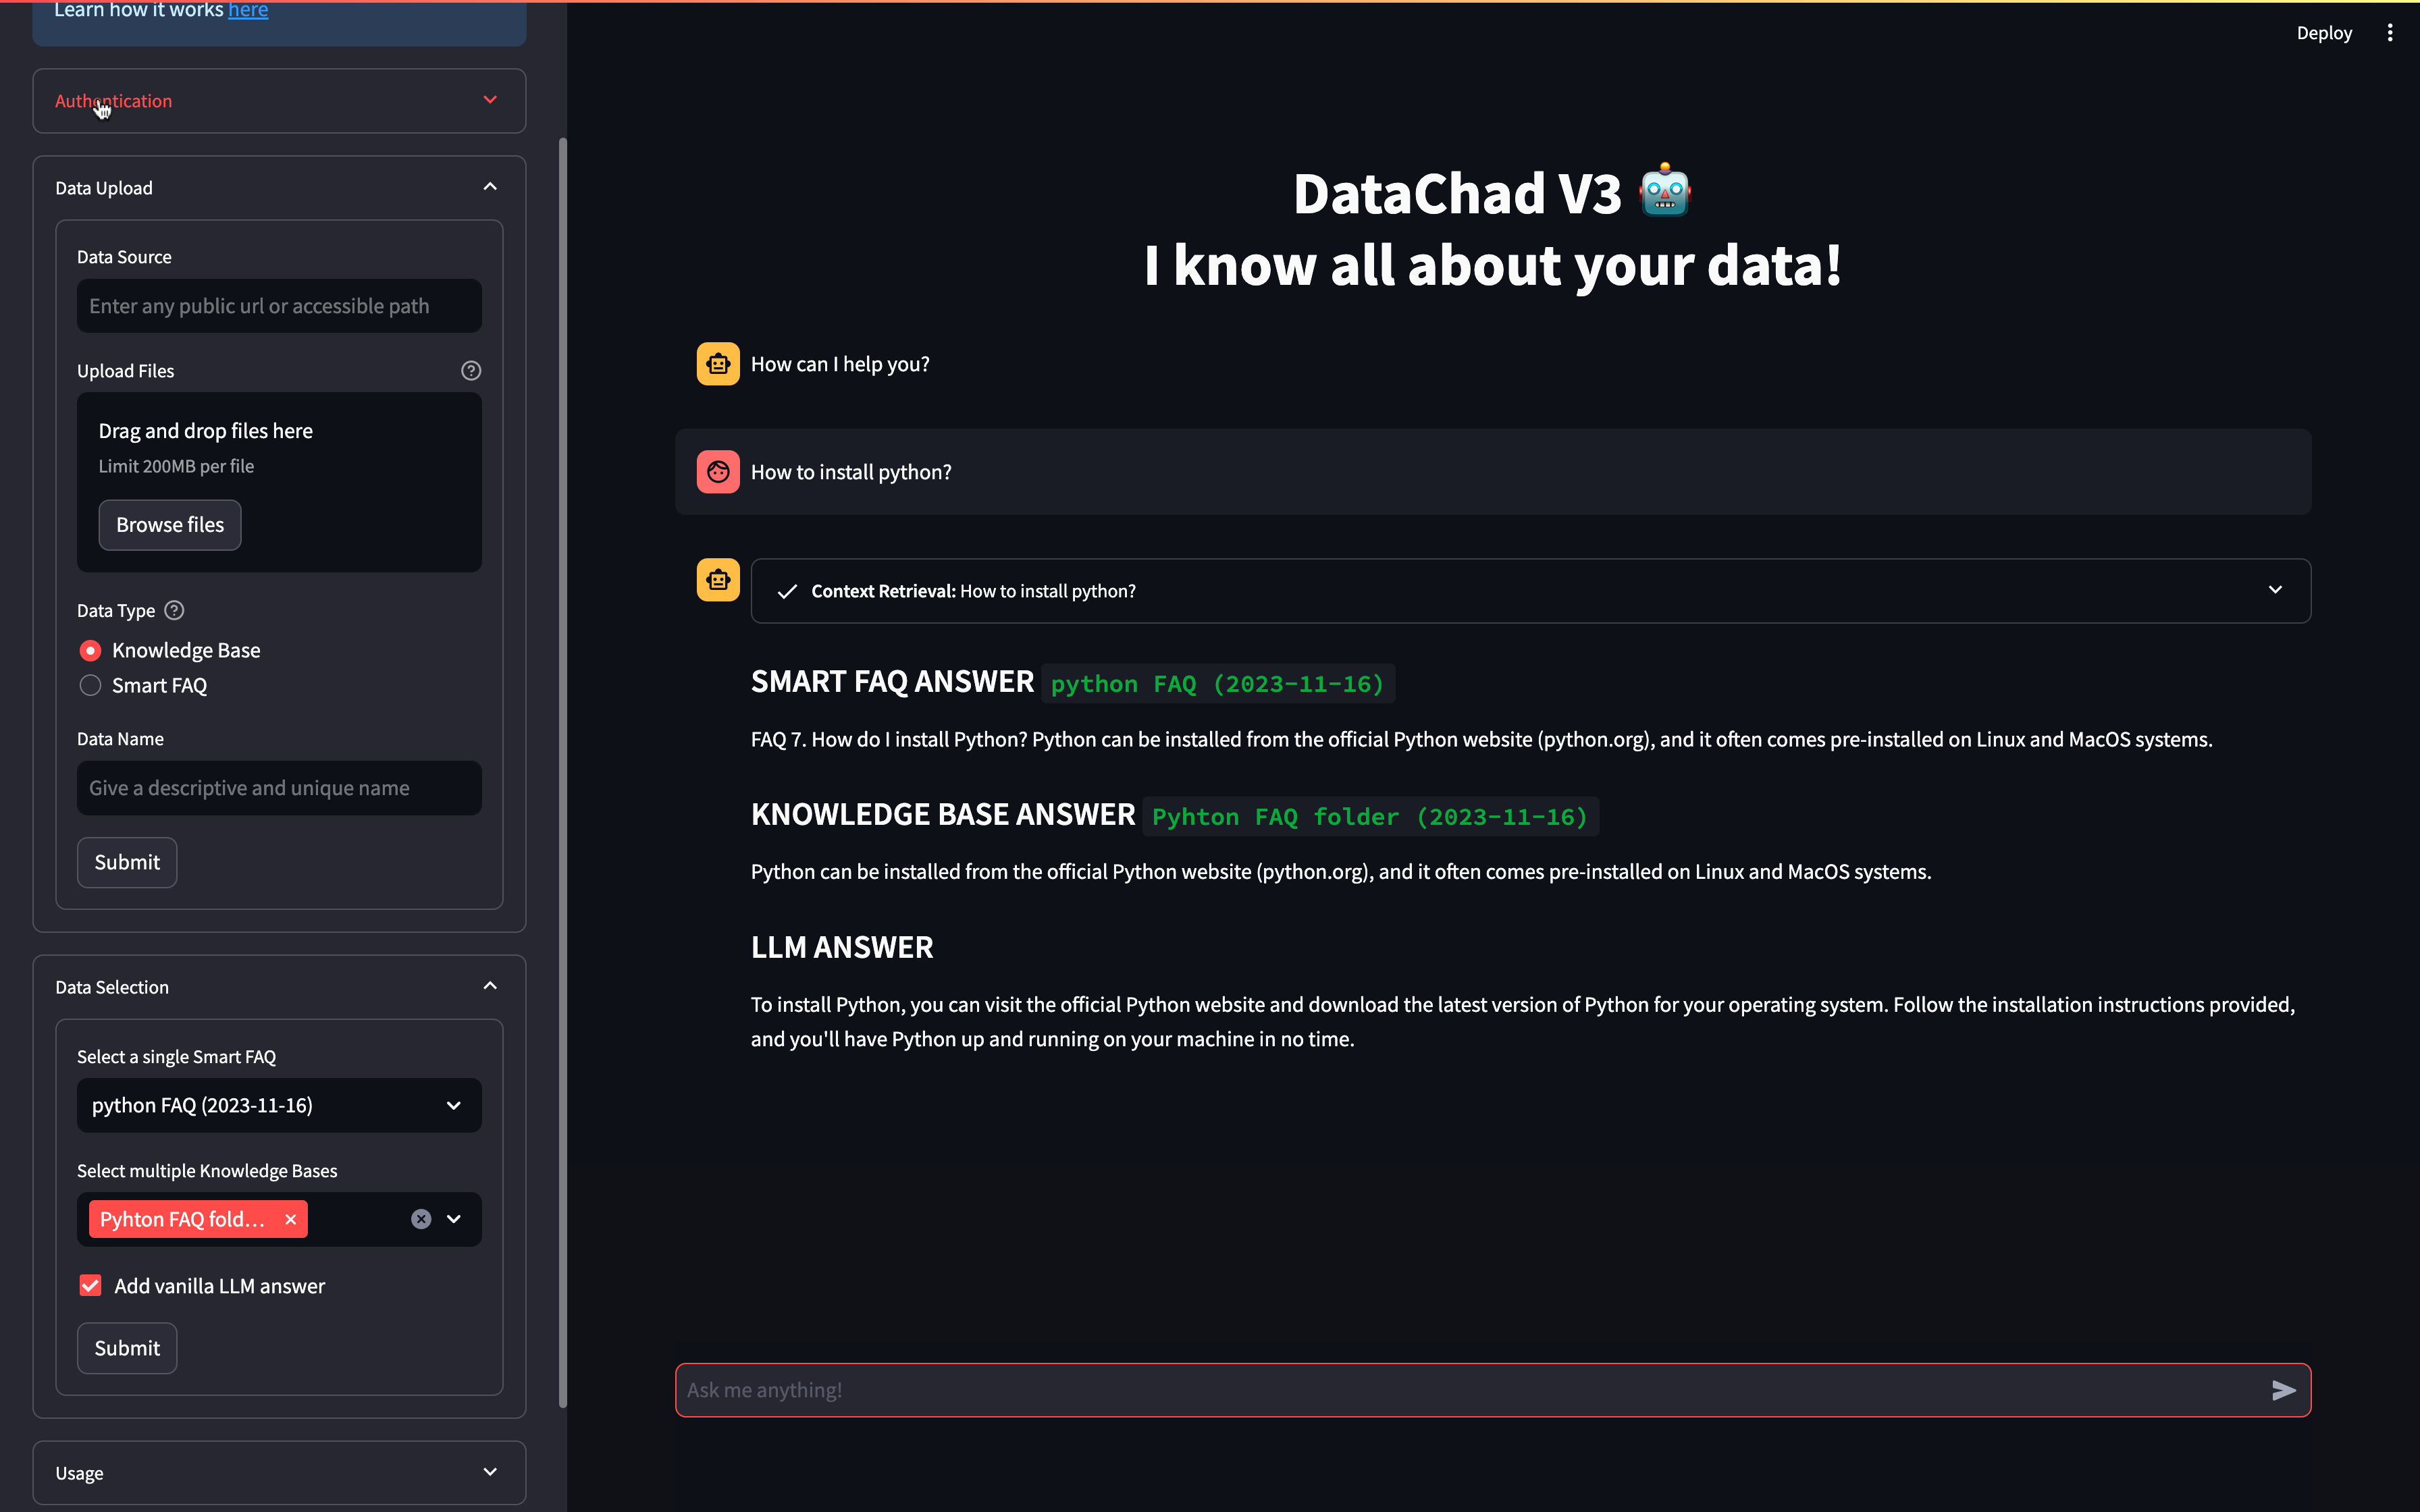 Learn how it works here
Authentication
Data Upload
Data Source
Enter any public url or accessible path
Upload Files
Drag and drop files here
Limit 200MB per file
Browse files
Data Type
Knowledge Base
Smart FAQ
Data Name
Give a descriptive and unique name
Submit
Data Selection
Select a single Smart FAQ
python FAQ (2023-11-16)
Select multiple Knowledge Bases
Pyhton FAQ fold...
Add vanilla LLM answer
Submit
Usage
Deploy
DataChad V3
I know all about your data!
How can I help you?
How to install python?
Context Retrieval: How to install python?
SMART FAQ ANSWER python FAQ (2023-11-16)
FAQ 7. How do I install Python? Python can be installed from the official Python website (python.org), and it often comes pre-installed on Linux and MacOS systems.
KNOWLEDGE BASE ANSWER Pyhton FAQ folder (2023-11-16)
Python can be installed from the official Python website (python.org), and it often comes pre-installed on Linux and MacOS systems.
LLM ANSWER
To install Python, you can visit the official Python website and download the latest version of Python for your operating system. Follow the installation instructions provided,
and you'll have Python up and running on your machine in no time.
Ask me anything!